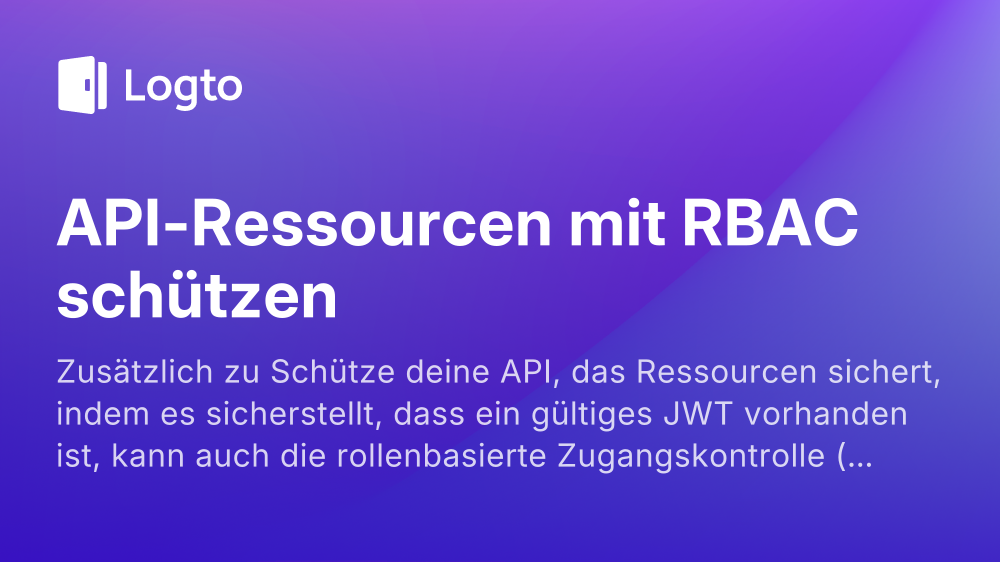 Logto
API-Ressourcen mit RBAC
schützen
Zusätzlich zu Schütze deine API, das Ressourcen sichert,
indem es sicherstellt, dass ein gültiges JWT vorhanden
ist, kann auch die rollenbasierte Zugangskontrolle (...